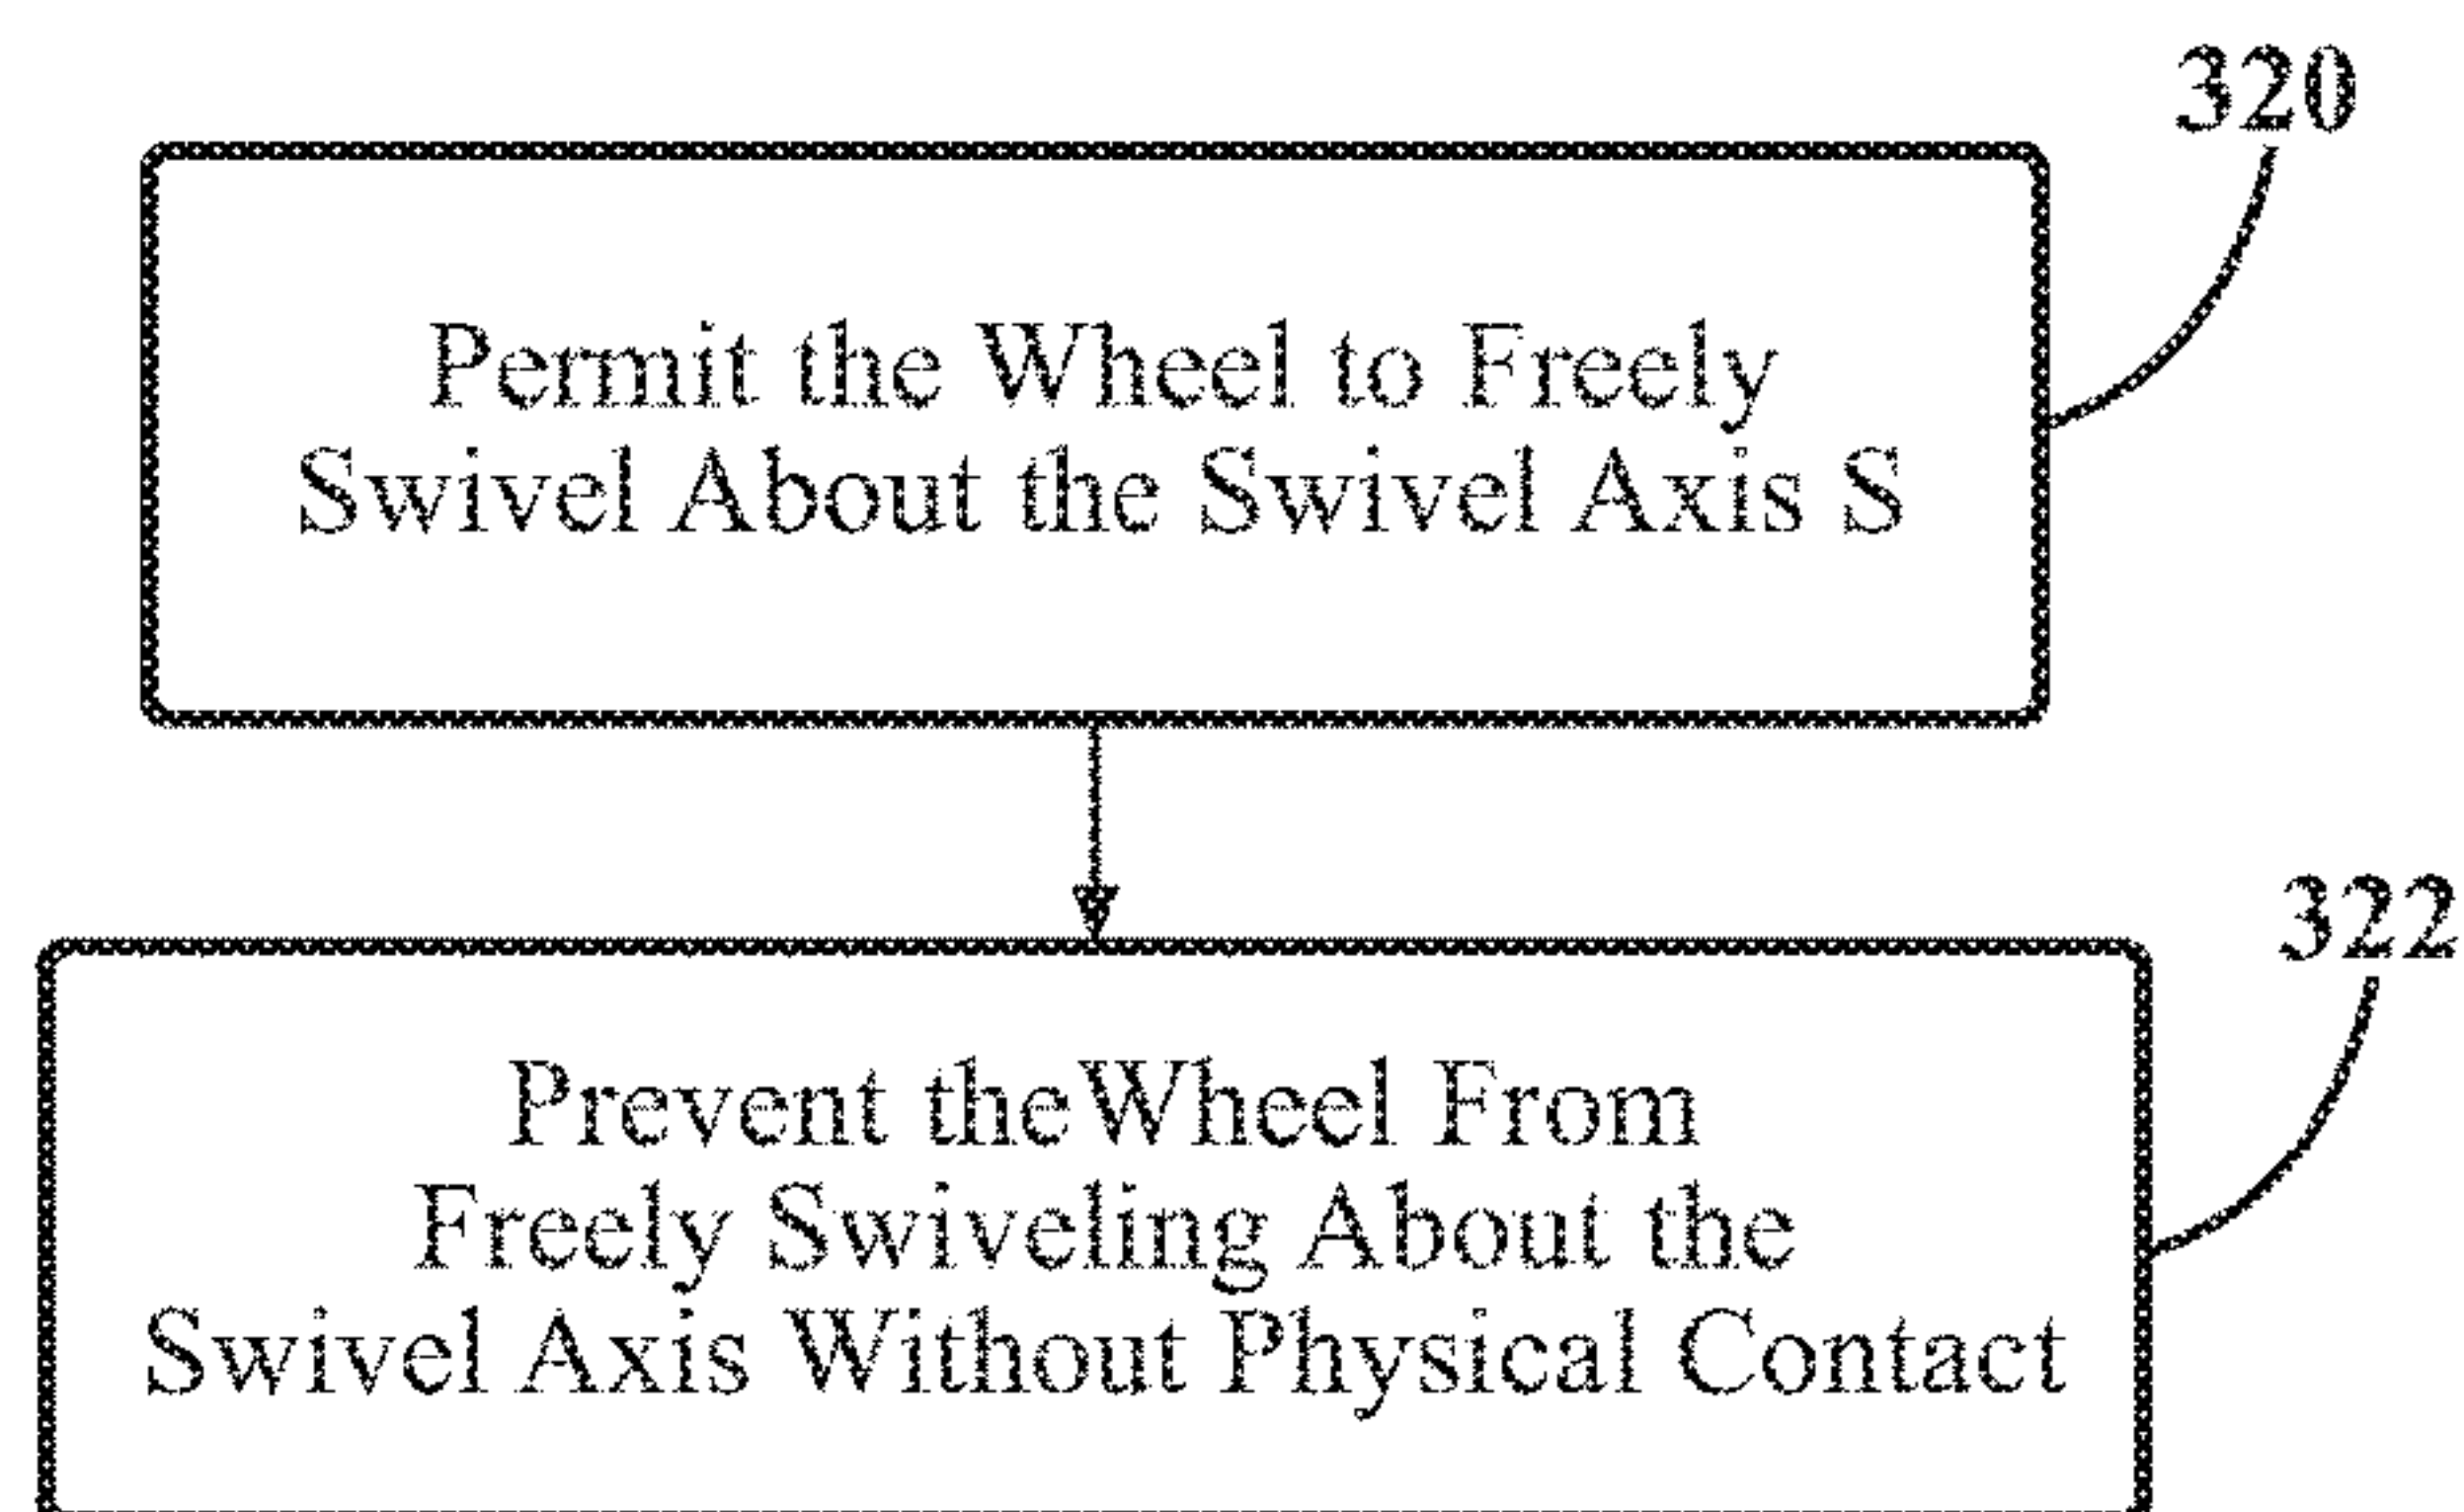 320
Permit the Wheel to Freely
Swivel About the Swivel Axis S
322
Prevent theWheel From
Freely Swiveling About the
Swivel Axis Without Physical Contact